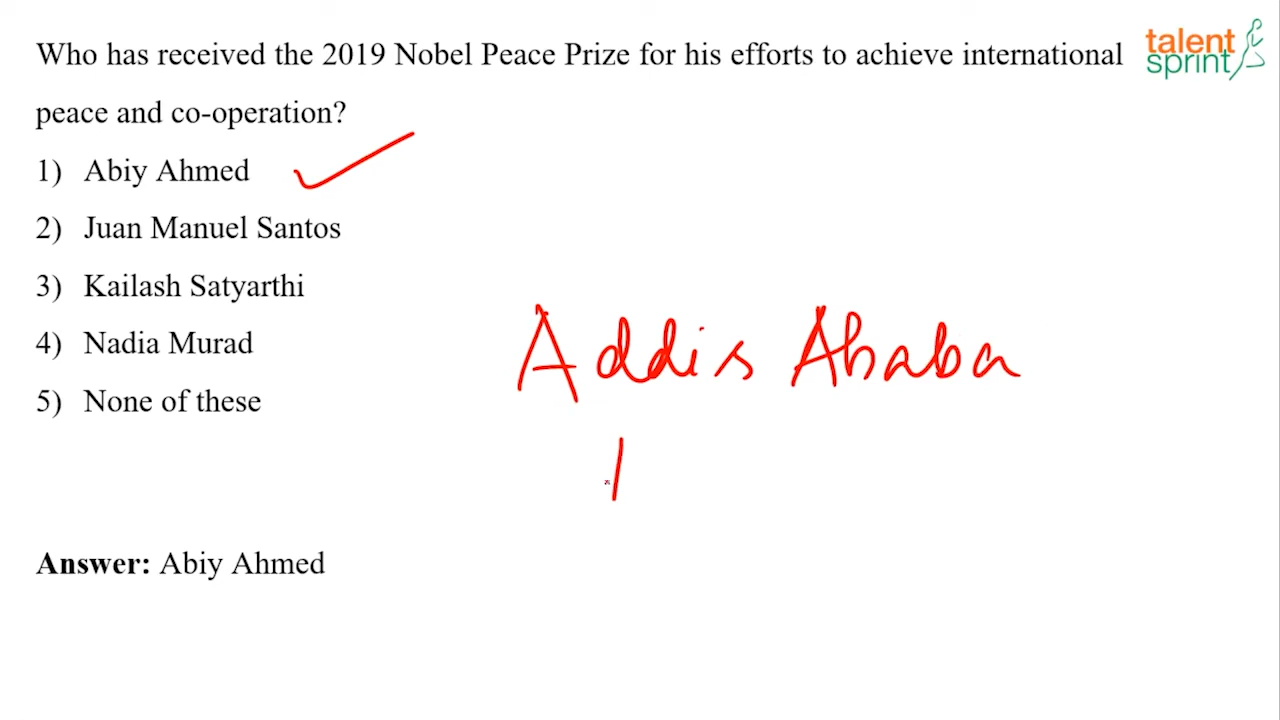 Who has received the 2019 Nobel Peace Prize for his efforts to achieve international
peace and co-operation?
talent
sprint
1) Abiy Ahmed
2) Juan Manuel Santos
3) Kailash Satyarthi
4) Nadia Murad
5) None of these
Addis Ababa
Answer: Abiy Ahmed